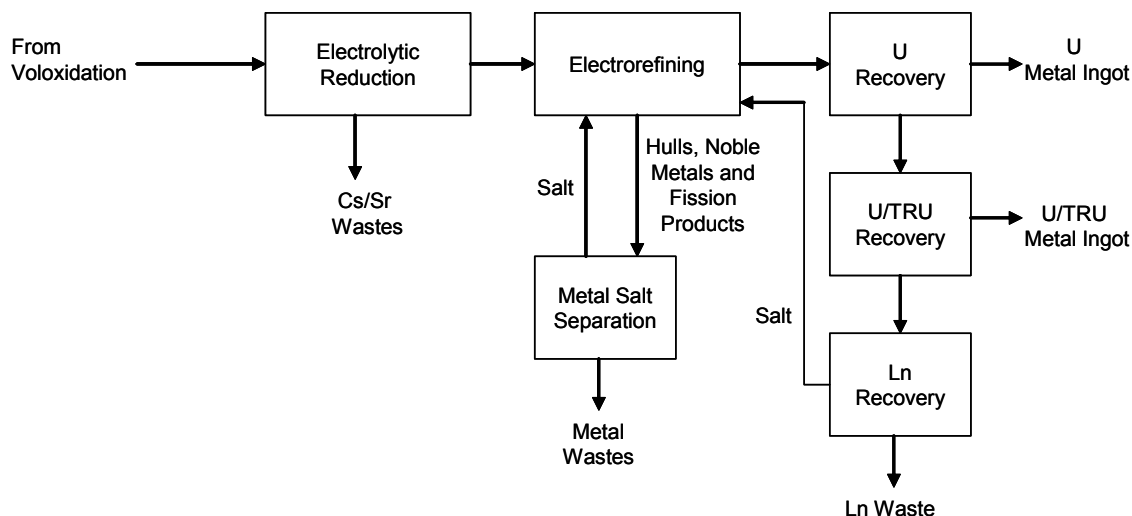 From
Voloxidation
Electrolytic
Reduction
Electrorefining
U
Recovery
U
Metal Ingot
Cs/Sr
Wastes
Salt
Hulls, Noble
Metals and
Fission
Products
U/TRU
Recovery
U/TRU
Metal Ingot
Metal Salt
Separation
Salt
Ln
Recovery
Metal
Wastes
Ln Waste